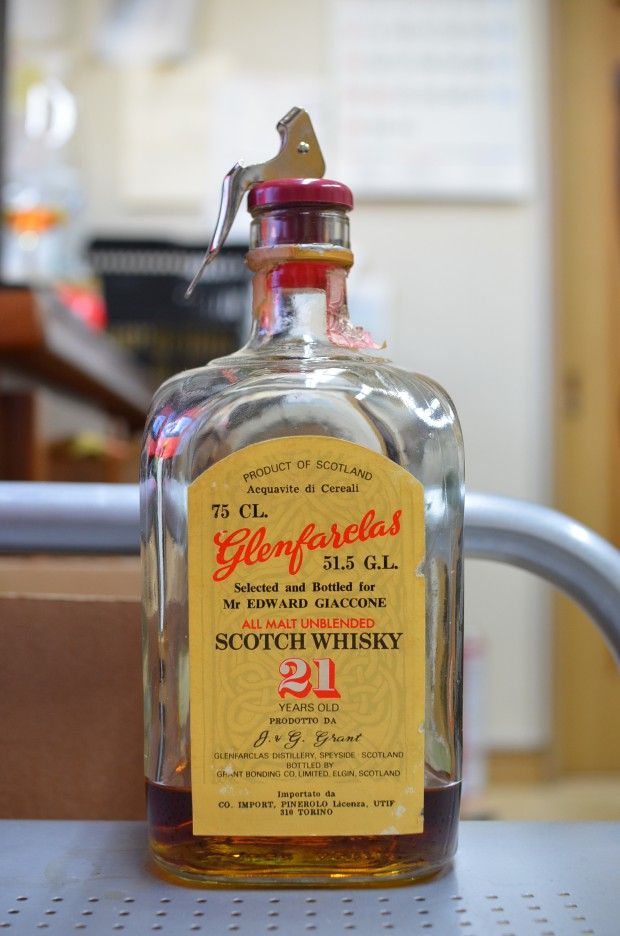 PRODUCT OF SCOTLAND
Acquavite di Cereali
75 CL.
Glenfarclas
51.5 G.L.
Selected and Bottled for
Mr EDWARD GIACCONE
ALL MALT UNBLENDED
SCOTCH WHISKY
21
YEARS OLD
PRODOTTO DA
J. & G. Grant
GLENFARCLAS DISTILLERY, SPEYSIDE SCOTLAND
BOTTLED BY
GRANT BONDING CO, LIMITED, ELGIN, SCOTLAND
Importato da
CO. IMPORT, PINEROLO Licenza, UTIF
310 TORINO